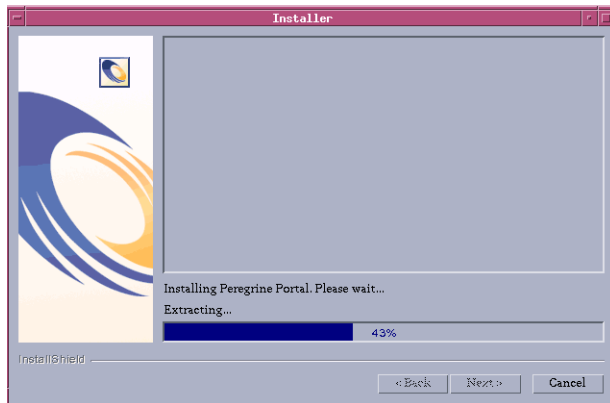 Installer
Installing Peregrine Portal. Please wait...
Extracting...
43%
InstallShield
< Back Next > Cancel